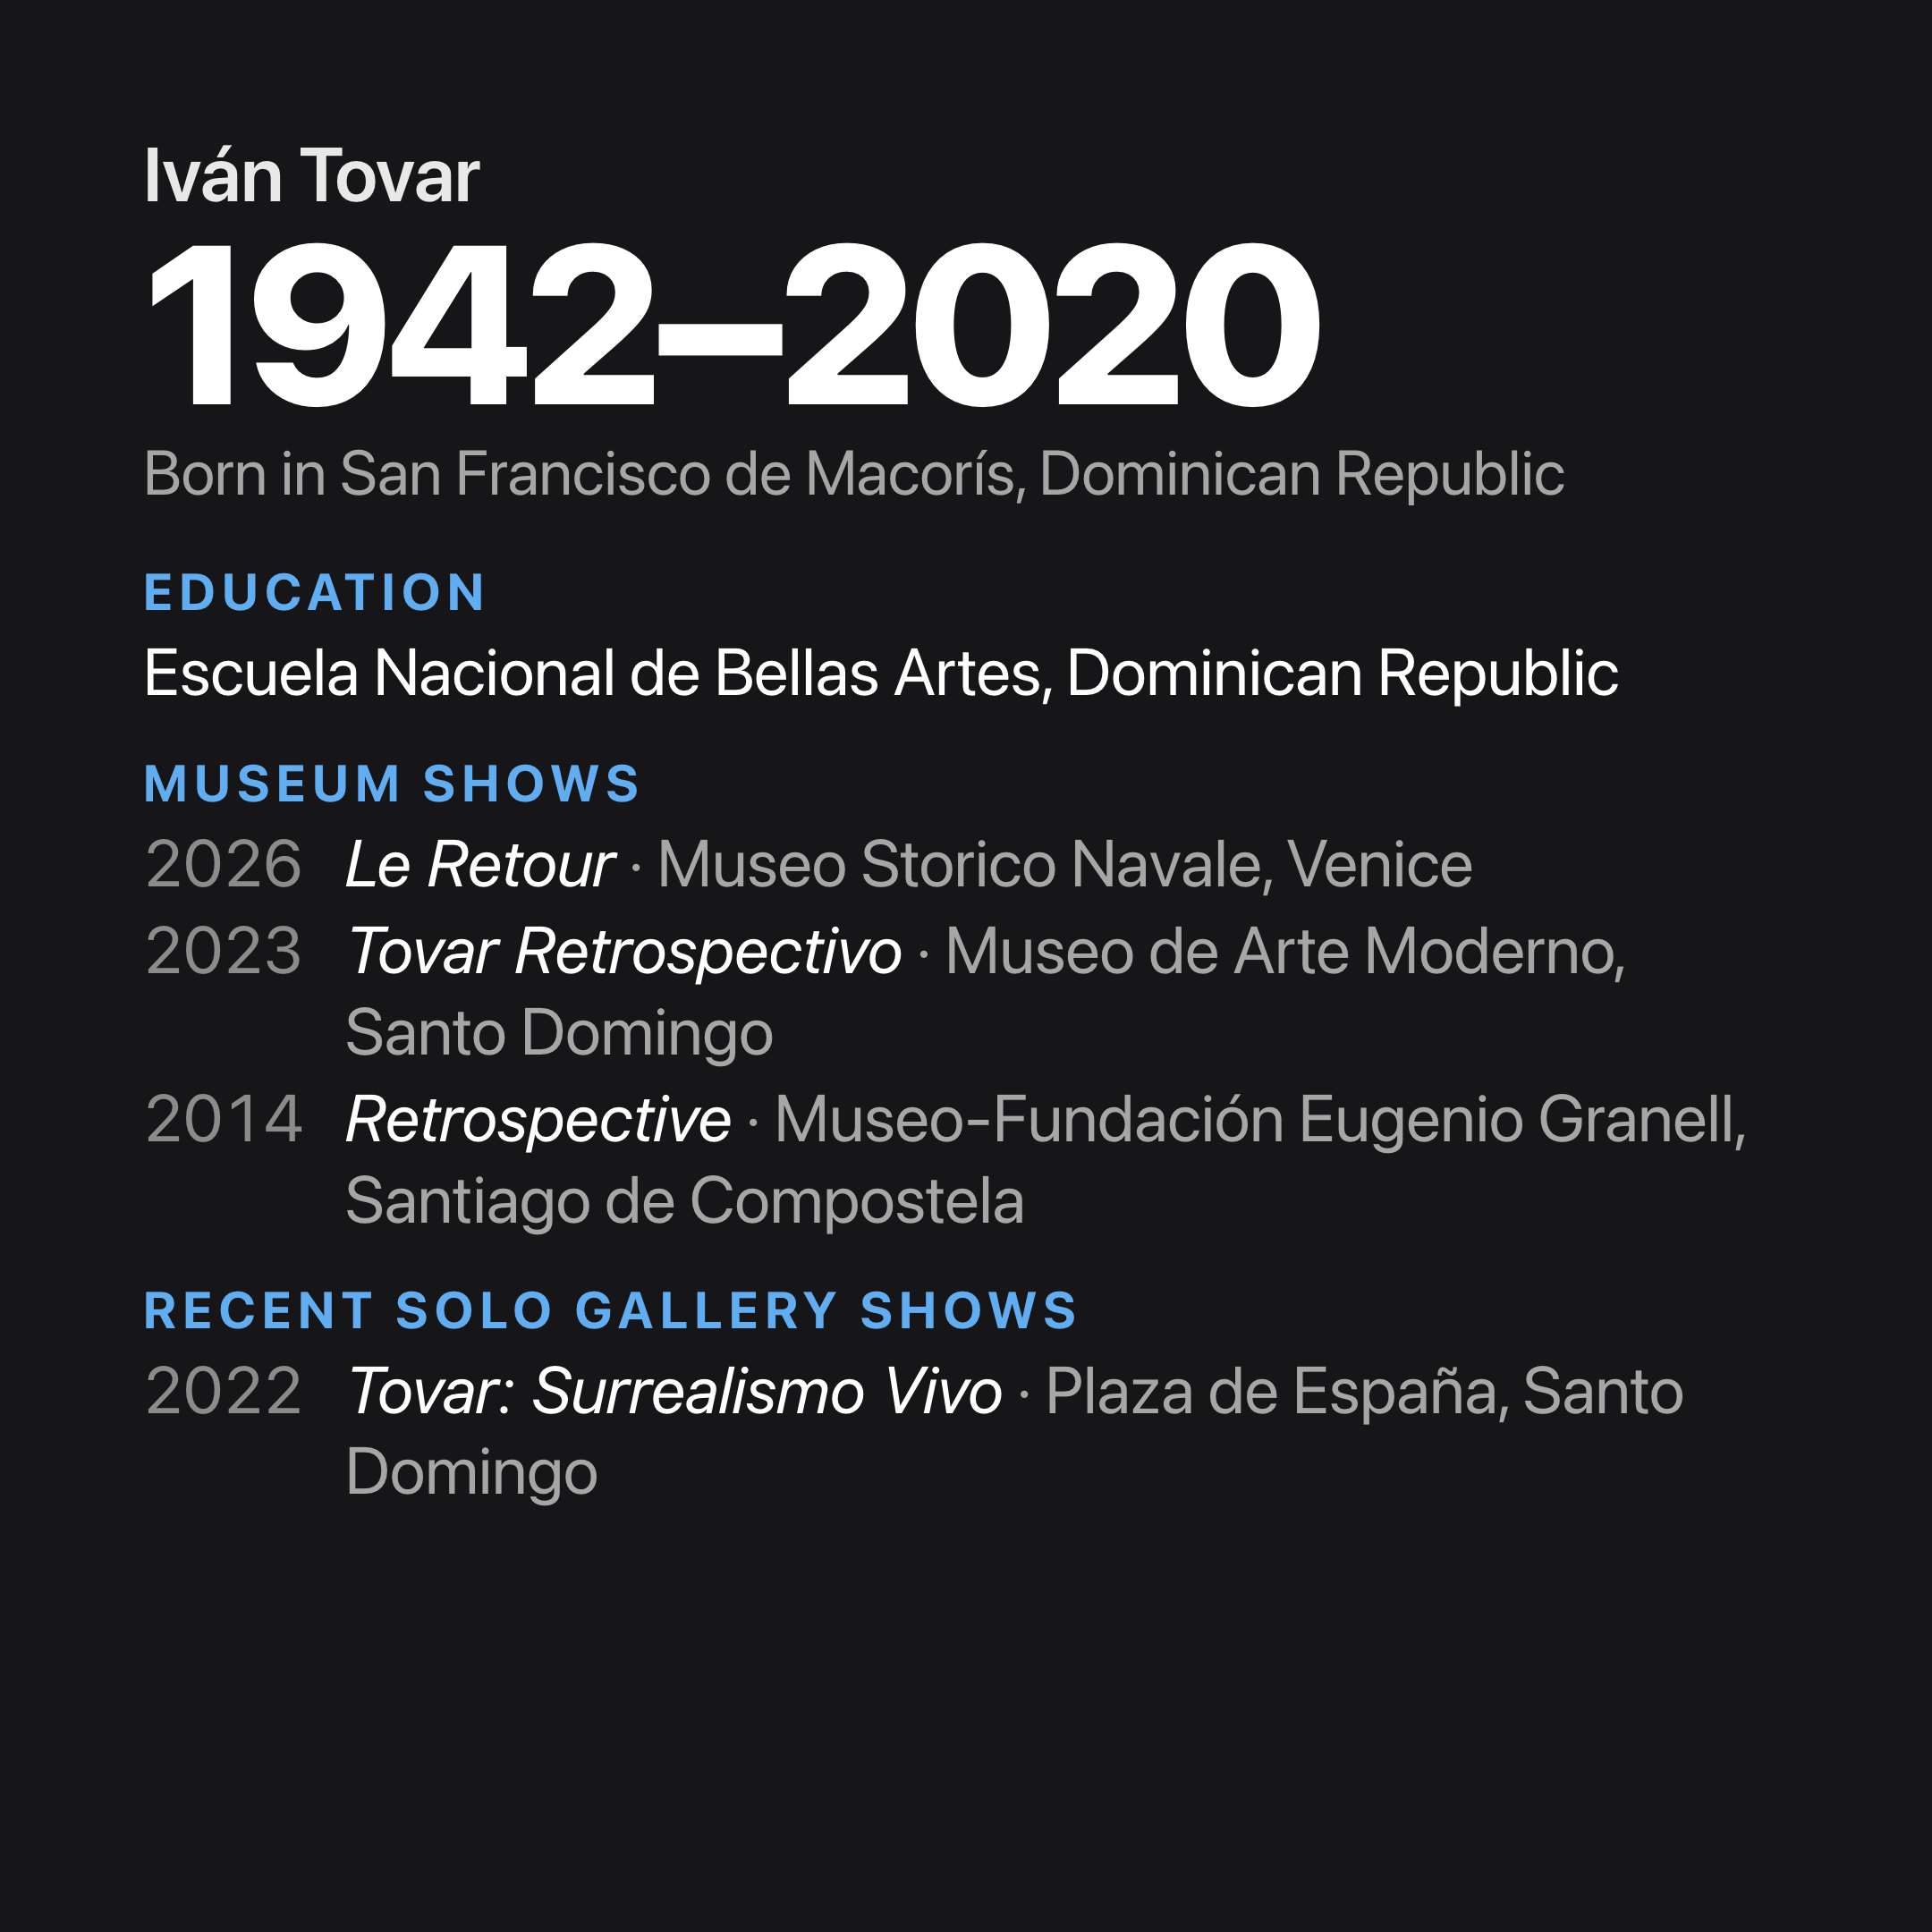 Iván Tovar
1942–2020
Born in San Francisco de Macorís, Dominican Republic
EDUCATION
Escuela Nacional de Bellas Artes, Dominican Republic
MUSEUM SHOWS
2026 Le Retour · Museo Storico Navale, Venice
2023 Tovar Retrospectivo · Museo de Arte Moderno,
Santo Domingo
2014 Retrospective · Museo-Fundación Eugenio Granell,
Santiago de Compostela
RECENT SOLO GALLERY SHOWS
2022 Tovar: Surrealismo Vivo · Plaza de España, Santo
Domingo